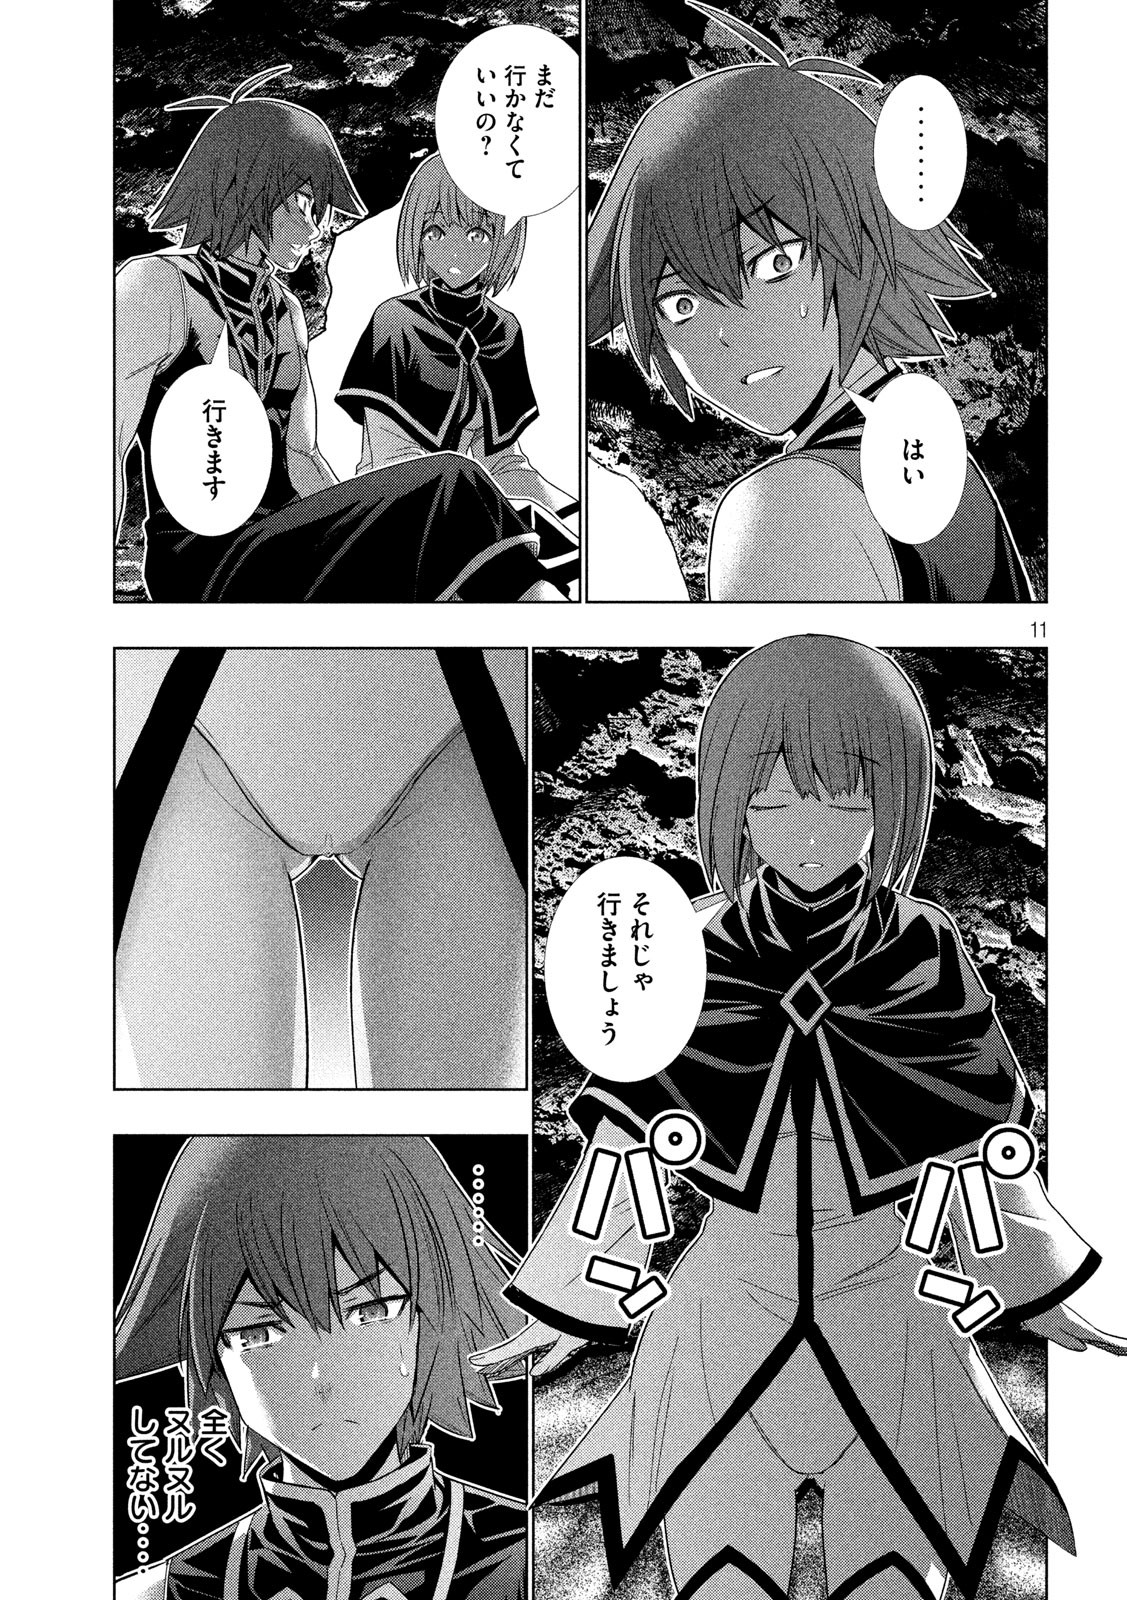 ………
はい
まだ
行かなくて
いいの？
行きます
11
それじゃ
行きましょう
パン
パン
……
全く
ヌルヌル
してない……